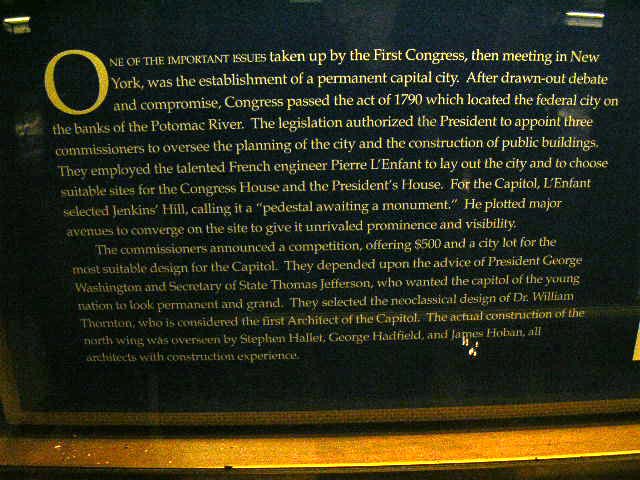 ONE OF THE IMPORTANT ISSUES taken up by the First Congress, then meeting in New
York, was the establishment of a permanent capital city. After drawn-out debate
and compromise, Congress passed the act of 1790 which located the federal city on
the banks of the Potomac River. The legislation authorized the President to appoint three
commissioners to oversee the planning of the city and the construction of public buildings.
They employed the talented French engineer Pierre L'Enfant to lay out the city and to choose
suitable sites for the Congress House and the President's House. For the Capitol, L'Enfant
selected Jenkins' Hill, calling it a "pedestal awaiting a monument." He plotted major
avenues to converge on the site to give it unrivaled prominence and visibility.
The commissioners announced a competition, offering $500 and a city lot for the
most suitable design for the Capitol. They depended upon the advice of President George
Washington and Secretary of State Thomas Jefferson, who wanted the capitol of the young
nation to look permanent and grand. They selected the neoclassical design of Dr. William
Thornton, who is considered the first Architect of the Capitol. The actual construction of the
north wing was overseen by Stephen Hallet, George Hadfield, and James Hoban, all
architects with construction experience.